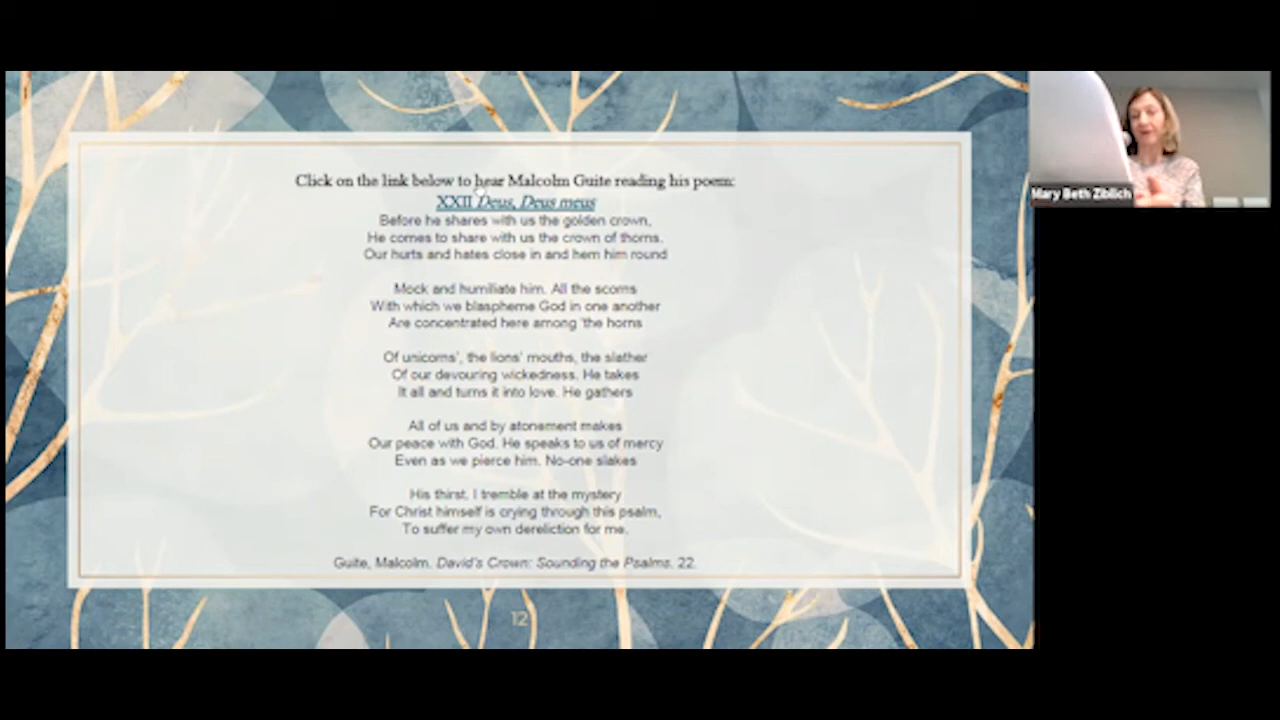 Click on the link below to hear Malcolm Guite reading his poem:
XXII Deus, Deus meus
Before he shares with us the golden crown,
He comes to share with us the crown of thorns.
Our hurts and hates close in and hem him round
Mock and humiliate him. All the scorns
With which we blaspheme God in one another
Are concentrated here among 'the horns
Of unicorns', the lions' mouths, the slather
Of our devouring wickedness. He takes
It all and turns it into love. He gathers
All of us and by atonement makes
Our peace with God. He speaks to us of mercy
Even as we pierce him. No-one slakes
His thirst. I tremble at the mystery
For Christ himself is crying through this psalm,
To suffer my own dereliction for me.
Guite, Malcolm. David's Crown: Sounding the Psalms. 22.
12
Mary Beth Ziblich